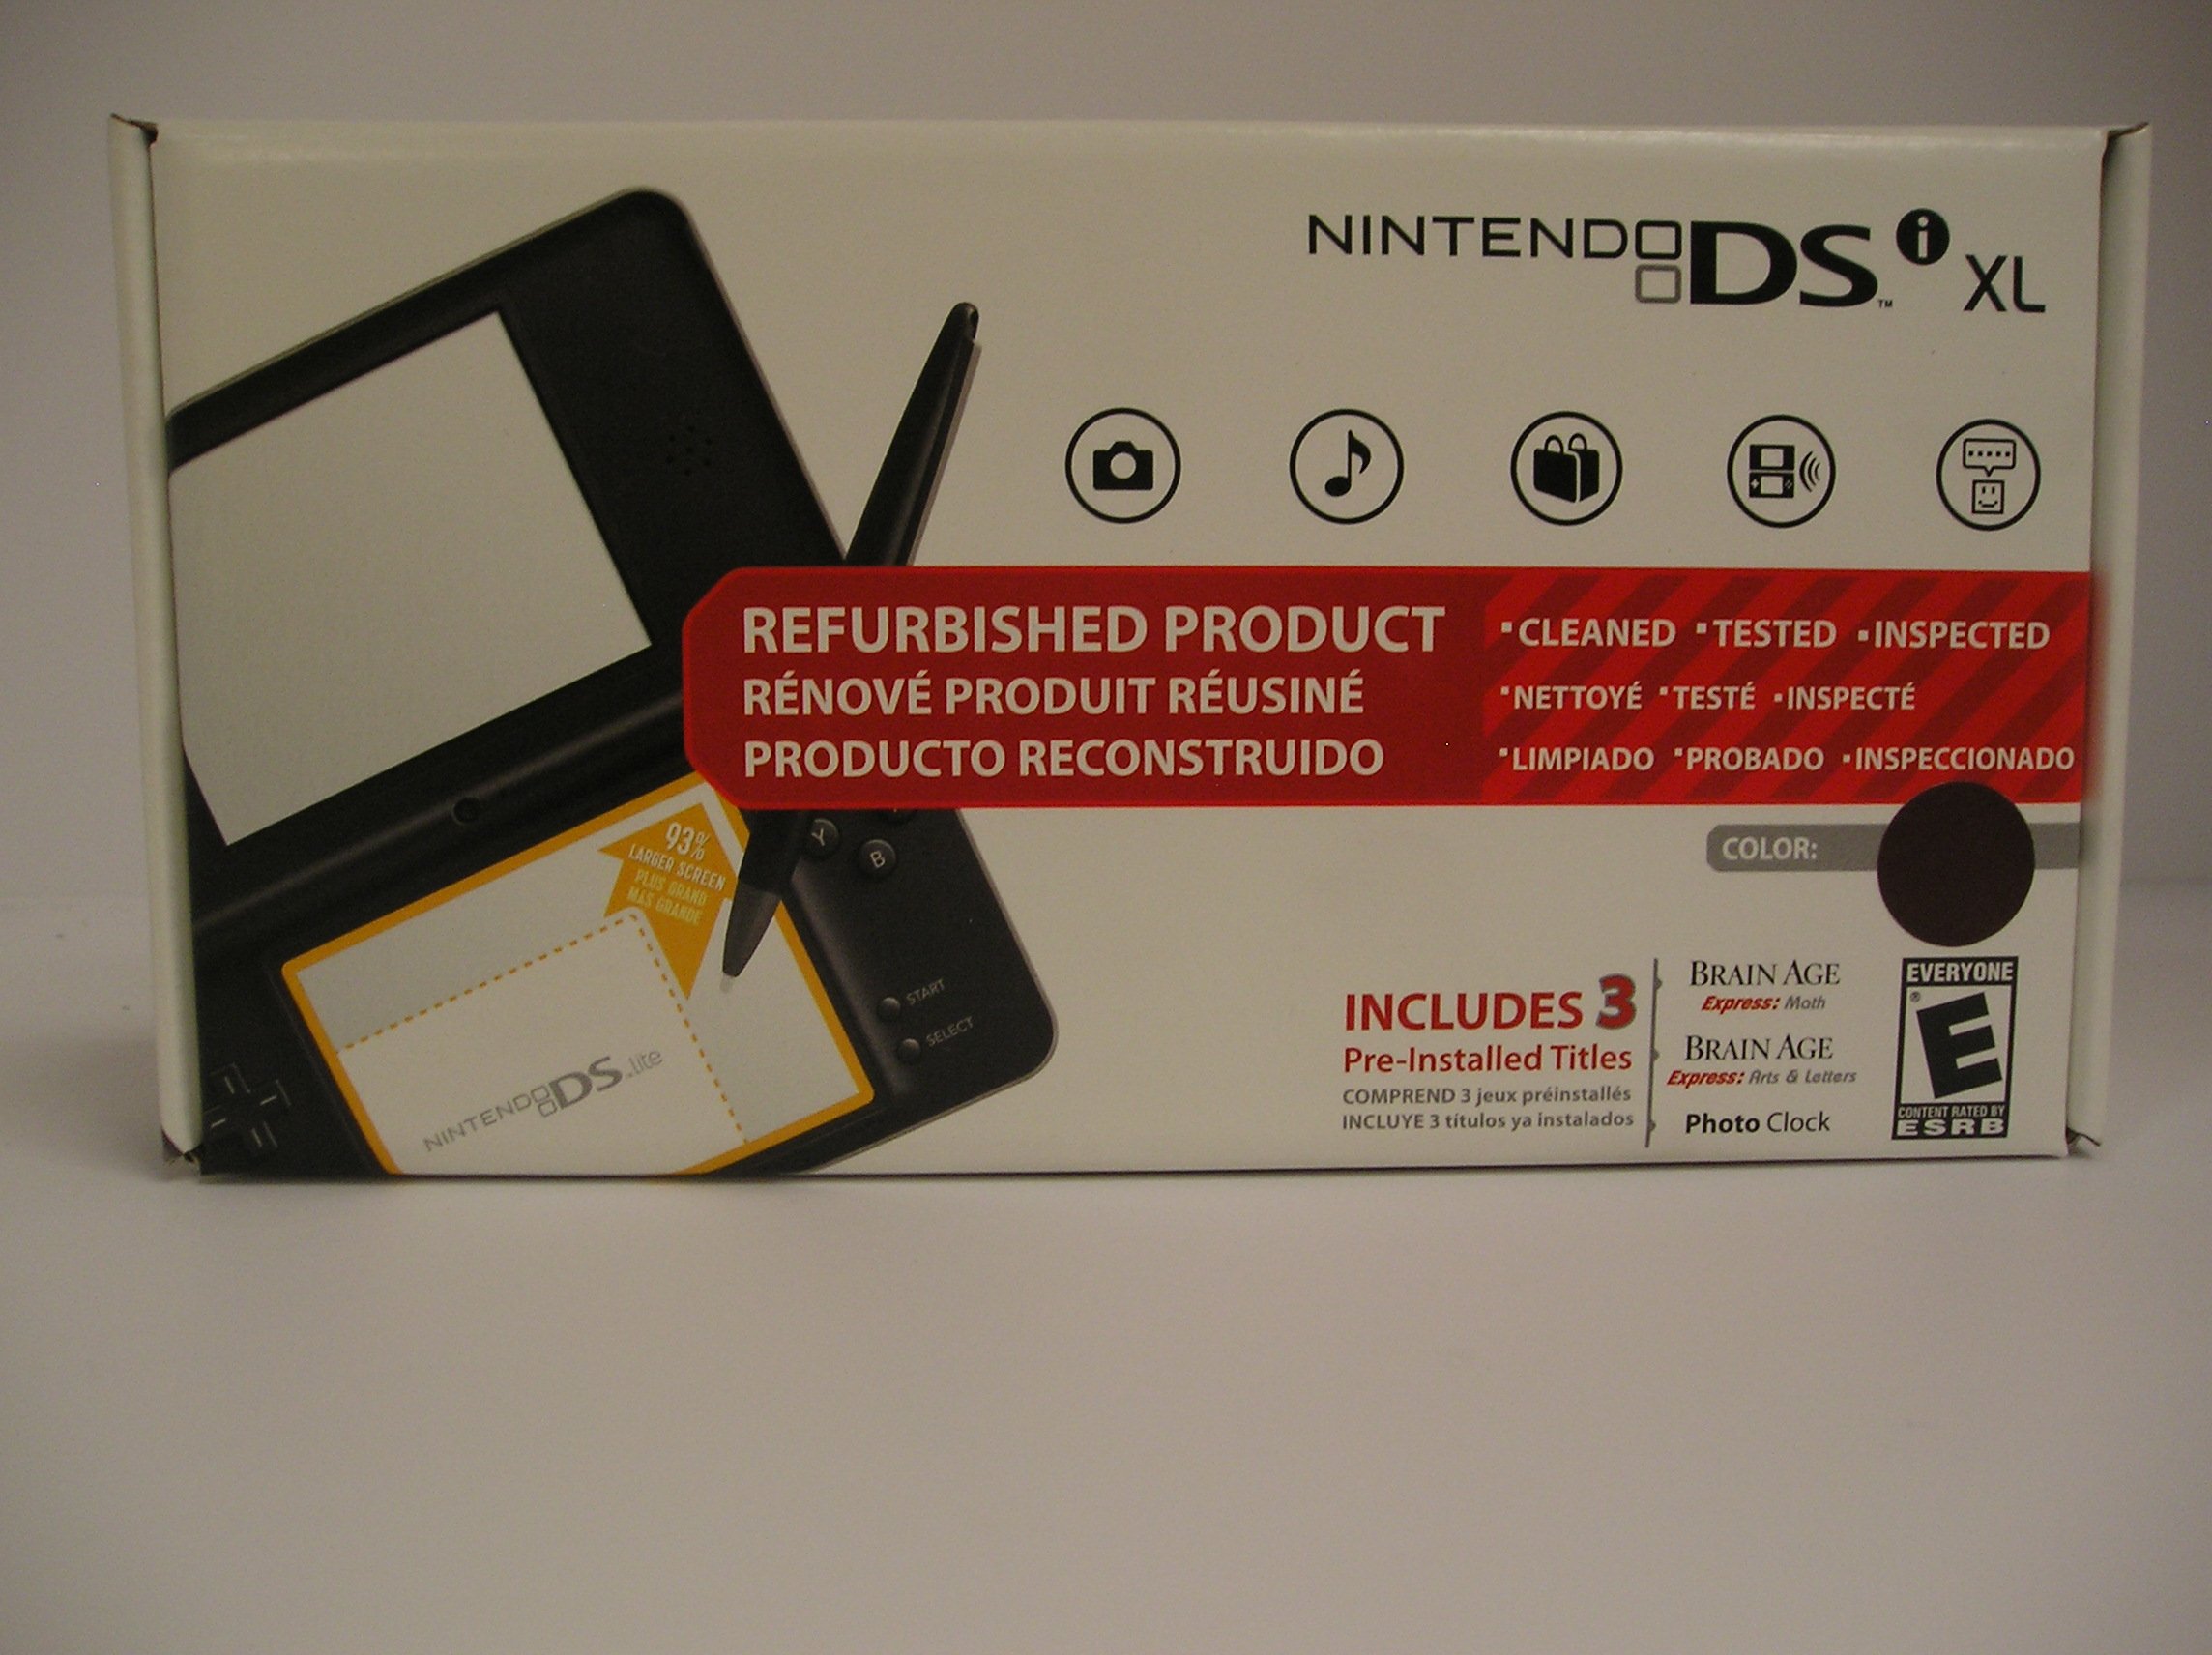 NINTENDO DS™ i XL
REFURBISHED PRODUCT
RÉNOVÉ PRODUIT RÉUSINÉ
PRODUCTO RECONSTRUIDO
▪CLEANED ▪TESTED ▪INSPECTED
▪NETTOYÉ ▪TESTÉ ▪INSPECTÉ
▪LIMPIADO ▪PROBADO ▪INSPECCIONADO
COLOR:
93%
LARGER SCREEN
PLUS GRAND
MÁS GRANDE
Y
B
START
SELECT
NINTENDO DS lite
INCLUDES 3
Pre-Installed Titles
COMPREND 3 jeux préinstallés
INCLUYE 3 títulos ya instalados
BRAIN AGE
Express: Math
BRAIN AGE
Express: Arts & Letters
Photo Clock
EVERYONE
®
E
CONTENT RATED BY
ESRB